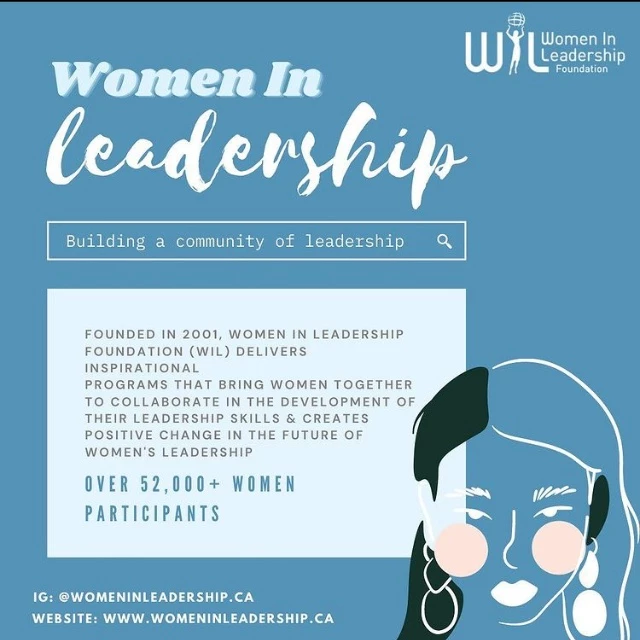 WIL Women In
Leadership
Foundation
Women In
leadership
Building a community of leadership
FOUNDED IN 2001, WOMEN IN LEADERSHIP
FOUNDATION (WIL) DELIVERS
INSPIRATIONAL
PROGRAMS THAT BRING WOMEN TOGETHER
TO COLLABORATE IN THE DEVELOPMENT OF
THEIR LEADERSHIP SKILLS & CREATES
POSITIVE CHANGE IN THE FUTURE OF
WOMEN'S LEADERSHIP
OVER 52,000+ WOMEN
PARTICIPANTS
IG: @WOMENINLEADERSHIP.CA
WEBSITE: WWW.WOMENINLEADERSHIP.CA